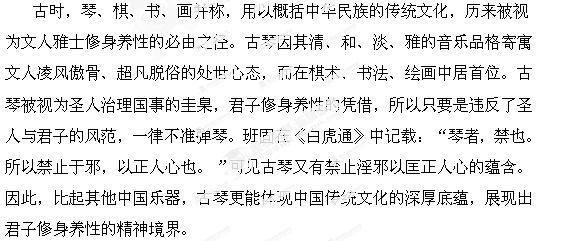 古时，琴、棋、书、画并称，用以概括中华民族的传统文化，历来被视
为文人雅士修身养性的必由之径。古琴因其清、和、淡、雅的音乐品格寄寓
文人凌风傲骨、超凡脱俗的处世心态，而在棋术、书法、绘画中居首位。古
琴被视为圣人治理国事的圭臬，君子修身养性的凭借，所以只要是违反了圣
人与君子的风范，一律不准弹琴。班固在《白虎通》中记载：“琴者，禁也。
所以禁止于邪，以正人心也。”可见古琴又有禁止淫邪以匡正人心的蕴含。
因此，比起其他中国乐器，古琴更能体现中国传统文化的深厚底蕴，展现出
君子修身养性的精神境界。